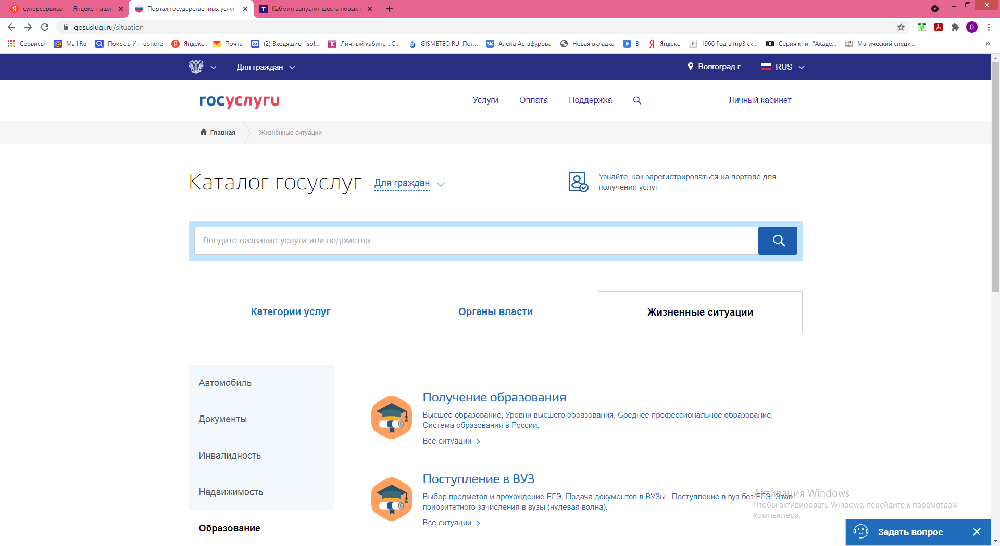 суперсервисы — Яндекс: нашло
Портал государственных услуг
Кабмин запустит шесть новых с
gosuslugi.ru/situation
О
Сервисы
Mail.Ru
Поиск в Интернете
Яндекс
Почта
(2) Входящие - sol...
Личный кабинет. С...
GISMETEO.RU: Пог...
Алёна Астафурова
Новая вкладка
В
Яндекс
1966 Год в mp3 ск...
Серия книг "Акаде...
Магический спецк...
»
Для граждан
Волгоград г
RUS
госуслуги
Услуги
Оплата
Поддержка
Личный кабинет
Главная
Жизненные ситуации
Каталог госуслуг
Для граждан
Узнайте, как зарегистрироваться на портале для
получения услуг
Введите название услуги или ведомства
Категории услуг
Органы власти
Жизненные ситуации
Автомобиль
Документы
Инвалидность
Недвижимость
Образование
Получение образования
Высшее образование, Уровни высшего образования, Среднее профессиональное образование,
Система образования в России.
Все ситуации
Поступление в ВУЗ
Выбор предметов и прохождение ЕГЭ, Подача документов в ВУЗы , Поступление в вуз без ЕГЭ, Этап
приоритетного зачисления в вузы (нулевая волна).
Все ситуации
Активация Windows
Чтобы активировать Windows, перейдите к параметрам
компьютера.
Задать вопрос